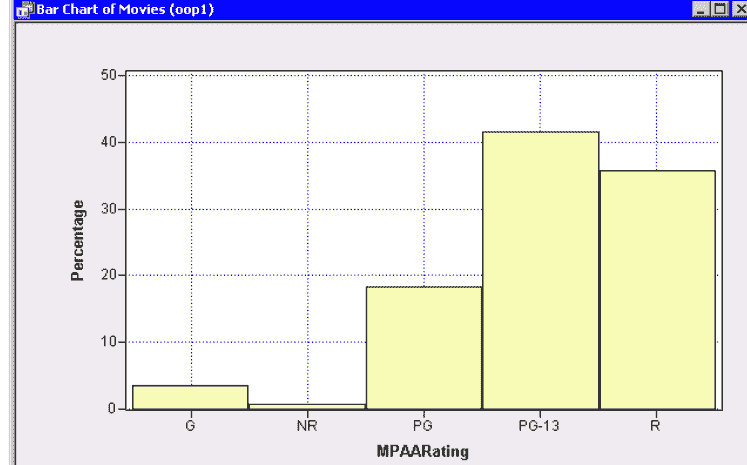 Bar Chart of Movies (oop1)
50
40
30
20
10
0
Percentage
G NR PG PG-13 R
MPAARating